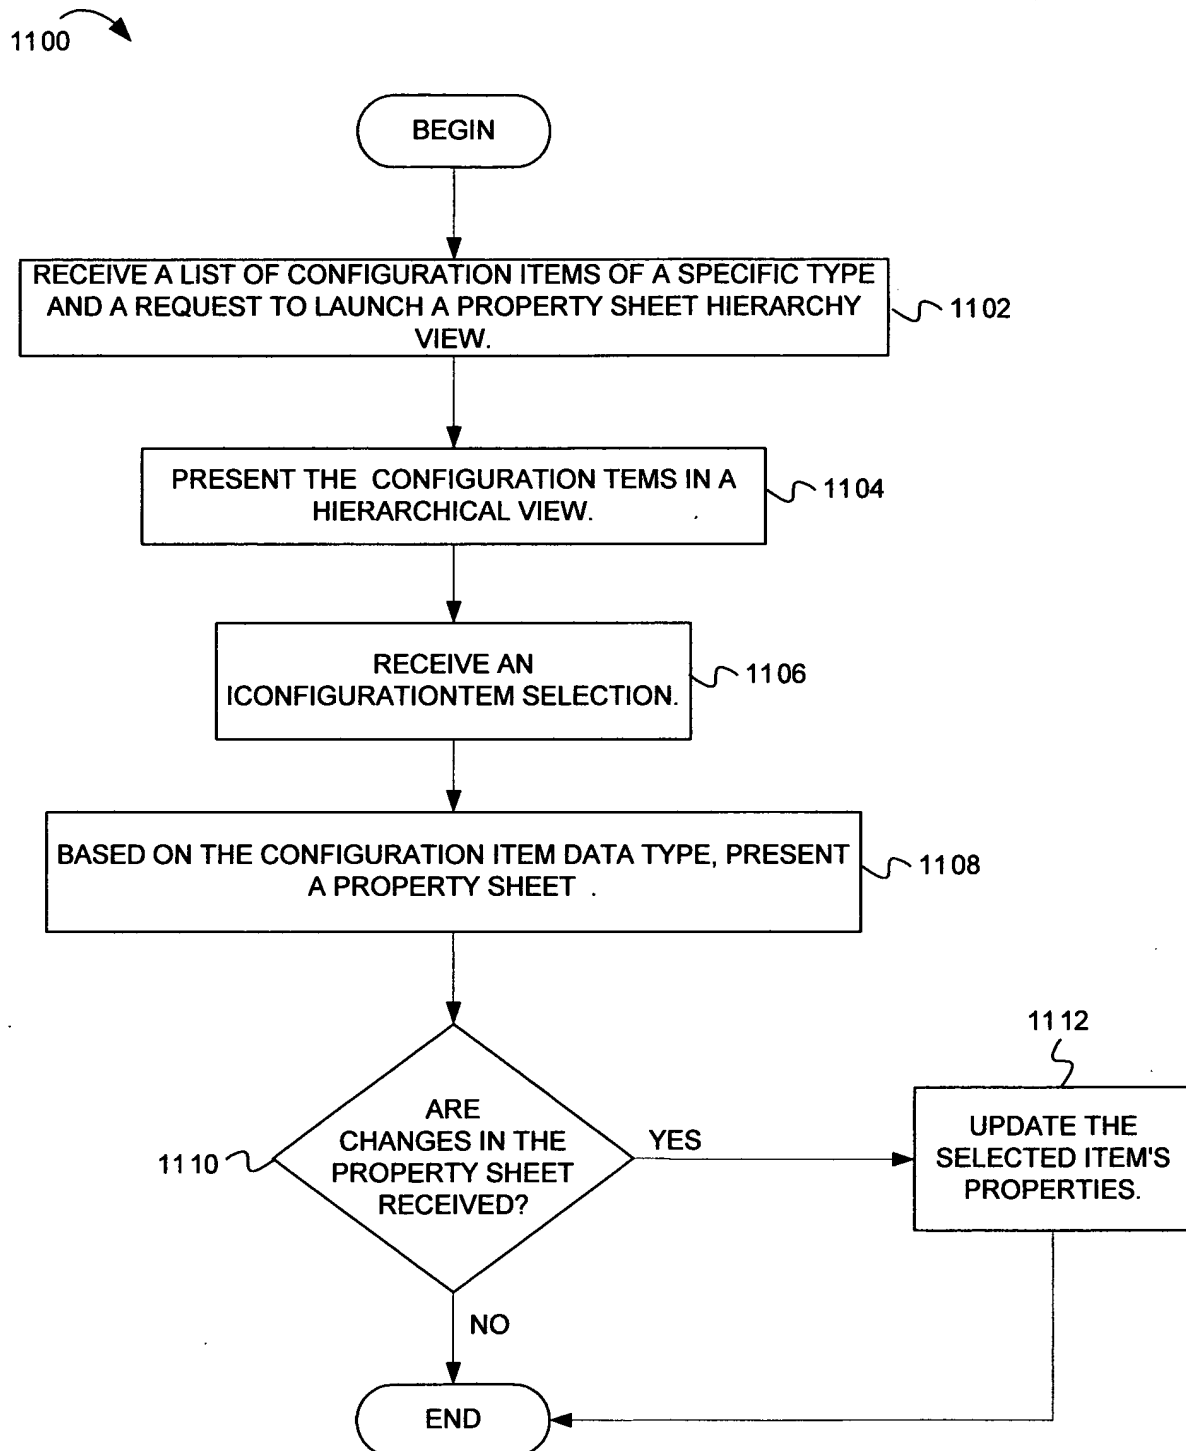 1100
BEGIN
RECEIVE A LIST OF CONFIGURATION ITEMS OF A SPECIFIC TYPE
AND A REQUEST TO LAUNCH A PROPERTY SHEET HIERARCHY
VIEW.
1102
PRESENT THE CONFIGURATION TEMS IN A
HIERARCHICAL VIEW.
1104
RECEIVE AN
ICONFIGURATIONTEM SELECTION.
1106
BASED ON THE CONFIGURATION ITEM DATA TYPE, PRESENT
A PROPERTY SHEET .
1108
ARE
CHANGES IN THE
PROPERTY SHEET
RECEIVED?
1110
YES
1112
UPDATE THE
SELECTED ITEM'S
PROPERTIES.
NO
END